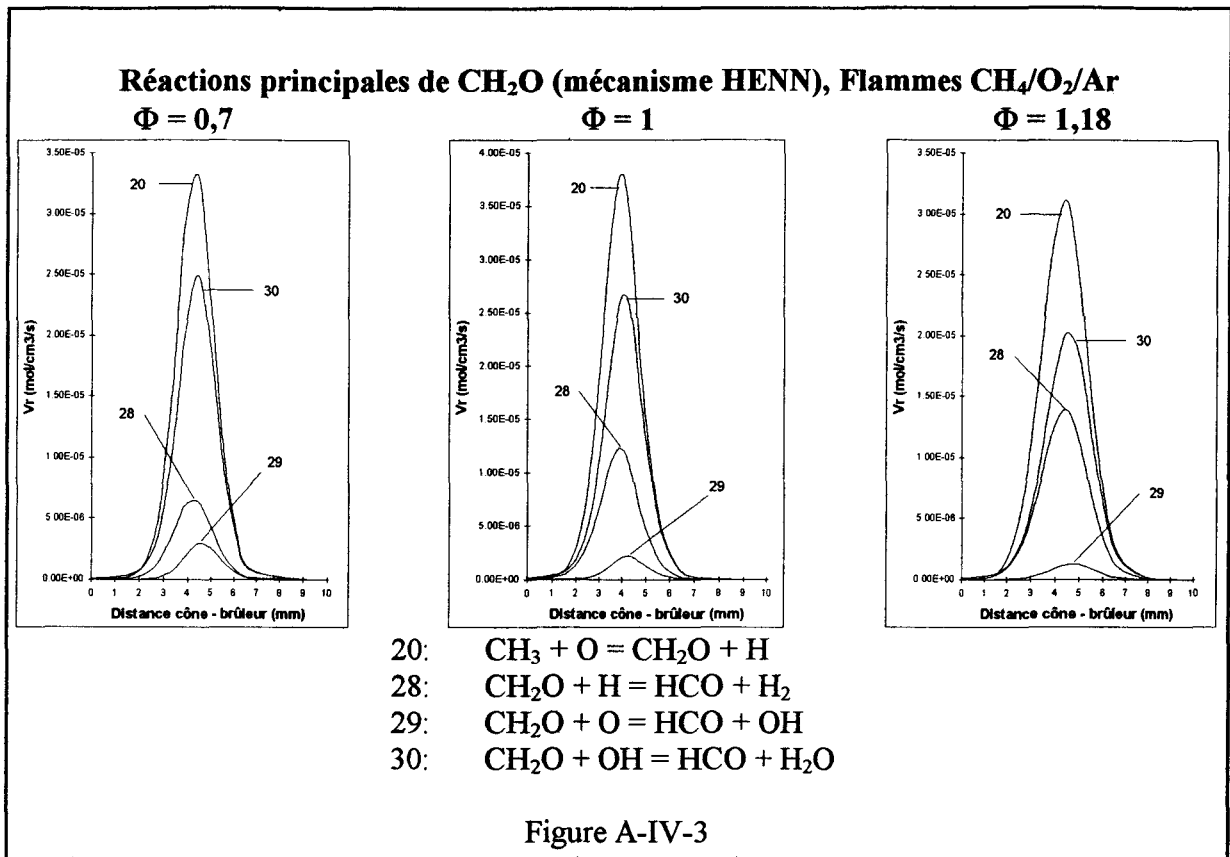 Réactions principales de CH₂O (mécanisme HENN), Flammes CH₄/O₂/Ar
Φ = 0,7
Φ = 1
Φ = 1,18
3.50E-05
3.00E-05
2.50E-05
2.00E-05
1.50E-05
1.00E-05
5.00E-06
0.00E+00
Vr (mol/cm3/s)
20
30
28
29
0 1 2 3 4 5 6 7 8 9 10
Distance cône - brûleur (mm)
4.00E-05
3.50E-05
3.00E-05
2.50E-05
2.00E-05
1.50E-05
1.00E-05
5.00E-06
0.00E+00
Vr (mol/cm3/s)
20
30
28
29
0 1 2 3 4 5 6 7 8 9 10
Distance cône - brûleur (mm)
3.50E-05
3.00E-05
2.50E-05
2.00E-05
1.50E-05
1.00E-05
5.00E-06
0.00E+00
Vr (mol/cm3/s)
20
30
28
29
0 1 2 3 4 5 6 7 8 9 10
Distance cône - brûleur (mm)
20: CH₃ + O = CH₂O + H
28: CH₂O + H = HCO + H₂
29: CH₂O + O = HCO + OH
30: CH₂O + OH = HCO + H₂O
Figure A-IV-3